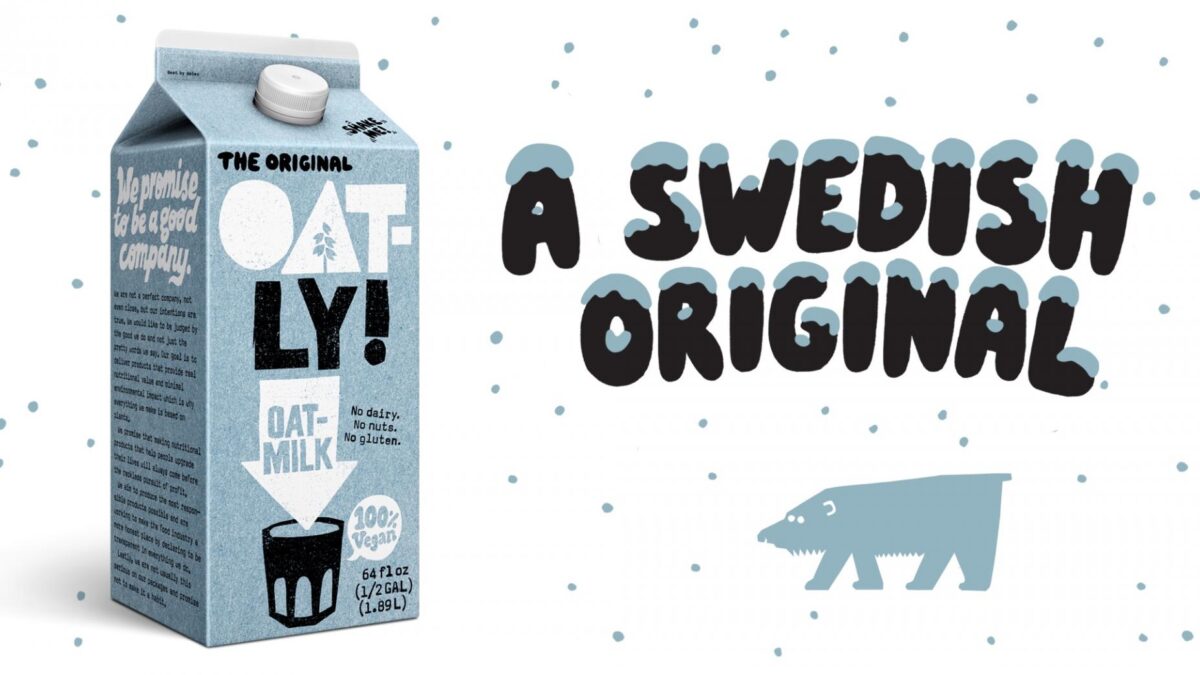 Best by date:
SHAKE
ME!
THE ORIGINAL
OAT-
LY!
OAT-
MILK
No dairy.
No nuts.
No gluten.
100%
Vegan
64 fl oz
(1/2 GAL)
(1.89L)
We promise
to be a good
company.
We are not a perfect company, not
even close, but our intentions are
true. We would like to be judged by
the good we do and not just the
pretty words we say. Our goal is to
deliver products that provide real
nutritional value and minimal
environmental impact which is why
everything we make is based on
plants.
We promise that making nutritional
products that help people upgrade
their lives will always come before
the reckless pursuit of profit.
We aim to produce the most respon-
sible products possible and are
working to make the food industry a
more honest place by declaring to be
transparent in everything we do.
Lastly, we are not usually this
serious on our packages and promise
not to make it a habit.
A SWEDISH
ORIGINAL